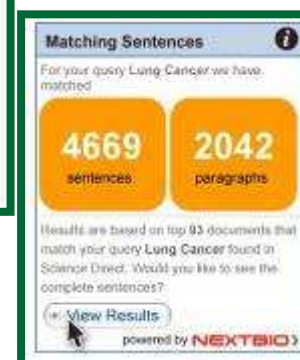 Matching Sentences
For your query Lung Cancer we have
matched
4669
sentences
2042
paragraphs
Results are based on top 93 documents that
match your query Lung Cancer found in
Science Direct. Would you like to see the
complete sentences?
View Results
powered by NEXTBIO